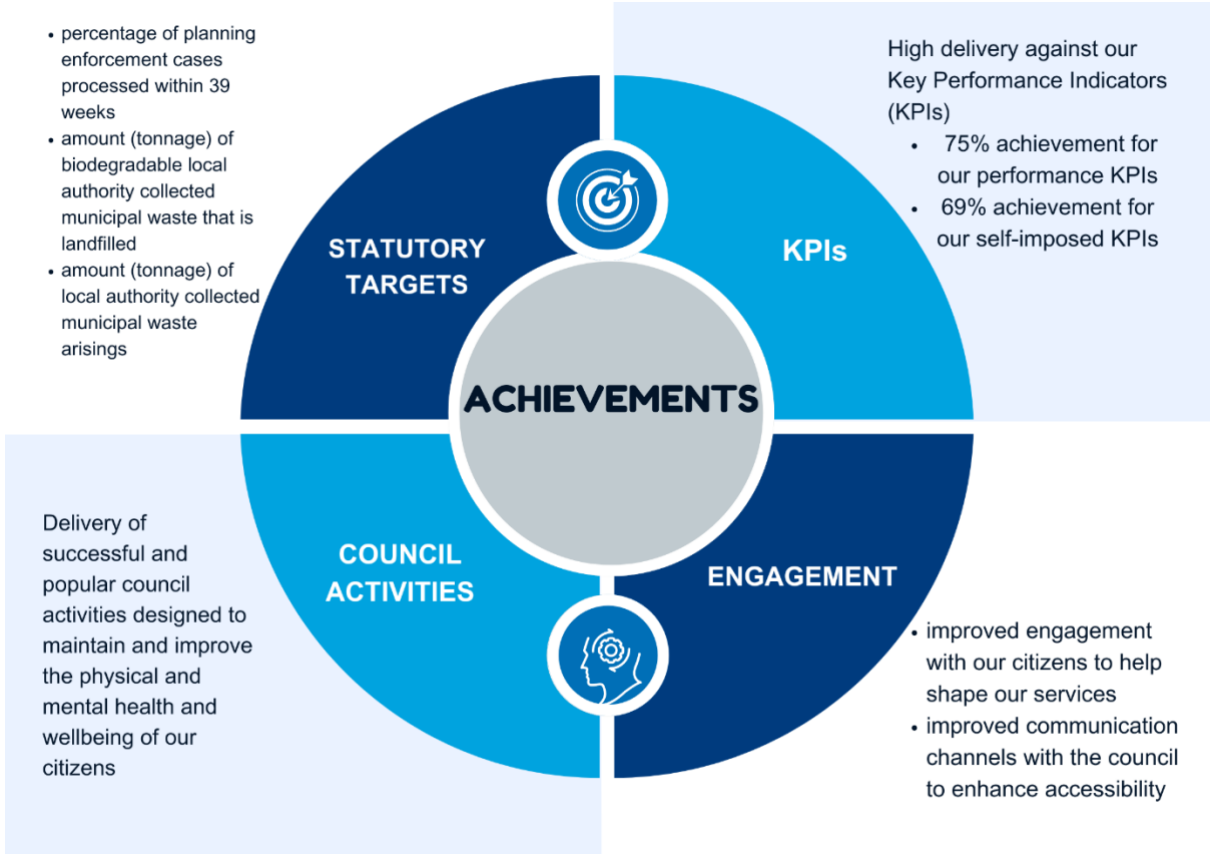 • percentage of planning
enforcement cases
processed within 39
weeks
• amount (tonnage) of
biodegradable local
authority collected
municipal waste that is
landfilled
• amount (tonnage) of
local authority collected
municipal waste
arisings
STATUTORY
TARGETS
High delivery against our
Key Performance Indicators
(KPIs)
• 75% achievement for
our performance KPIs
• 69% achievement for
our self-imposed KPIs
KPIs
ACHIEVEMENTS
Delivery of
successful and
popular council
activities designed to
maintain and improve
the physical and
mental health and
wellbeing of our
citizens
COUNCIL
ACTIVITIES
ENGAGEMENT
• improved engagement
with our citizens to help
shape our services
• improved communication
channels with the council
to enhance accessibility